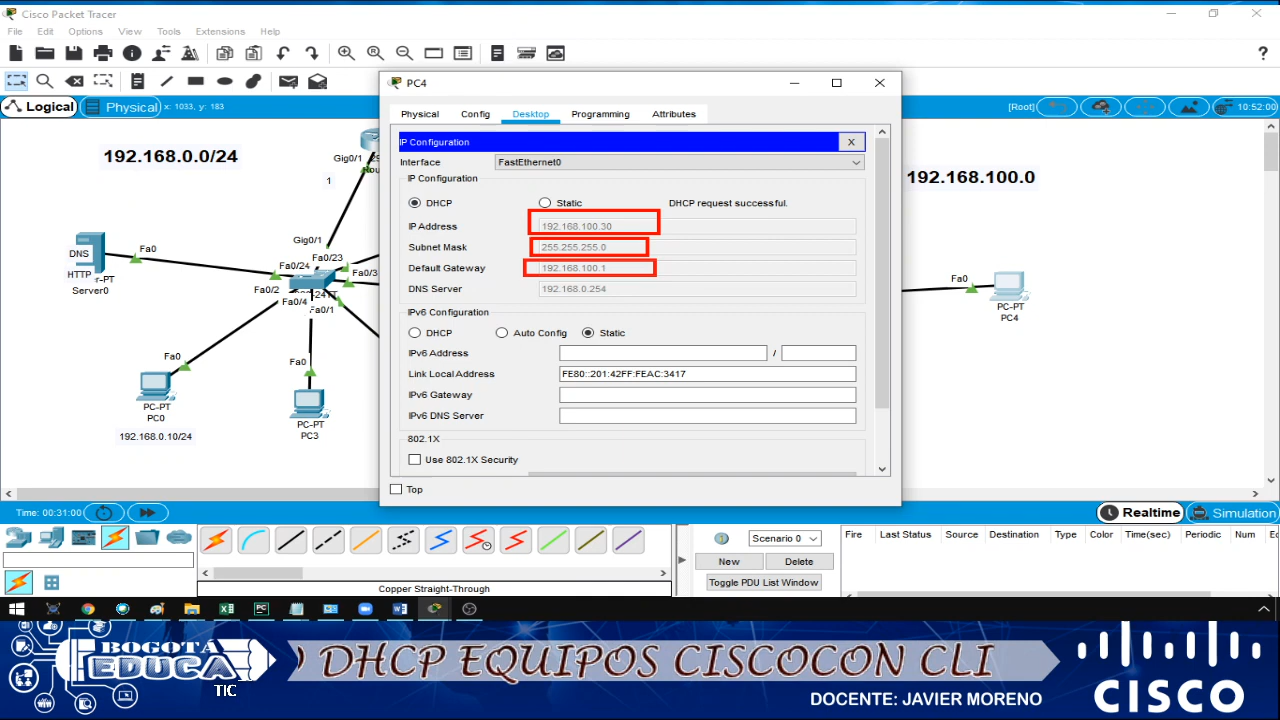 Cisco Packet Tracer
File Edit Options View Tools Extensions Help
?
Logical Physical x: 1033, y: 183
[Root] 10:52:00
192.168.0.0/24
Gig0/1
1
Gig0/1
Fa0/23
Fa0/24
Fa0/3
Fa0/2
Fa0/4
Fa0/1
Fa0
DNS
HTTP
Server0
Fa0
PC-PT
PC0
192.168.0.10/24
Fa0
PC-PT
PC3
PC4
Physical Config Desktop Programming Attributes
IP Configuration X
Interface FastEthernet0
IP Configuration
DHCP Static DHCP request successful.
IP Address 192.168.100.30
Subnet Mask 255.255.255.0
Default Gateway 192.168.100.1
DNS Server 192.168.0.254
IPv6 Configuration
DHCP Auto Config Static
IPv6 Address /
Link Local Address FE80::201:42FF:FEAC:3417
IPv6 Gateway
IPv6 DNS Server
802.1X
Use 802.1X Security
Top
192.168.100.0
Fa0
PC-PT
PC4
Time: 00:31:00 Realtime Simulation
Scenario 0
New Delete
Toggle PDU List Window
Fire Last Status Source Destination Type Color Time(sec) Periodic Num
Copper Straight-Through
BOGOTA
EDUCA
TIC
DHCP EQUIPOS CISCOCON CLI
DOCENTE: JAVIER MORENO
CISCO